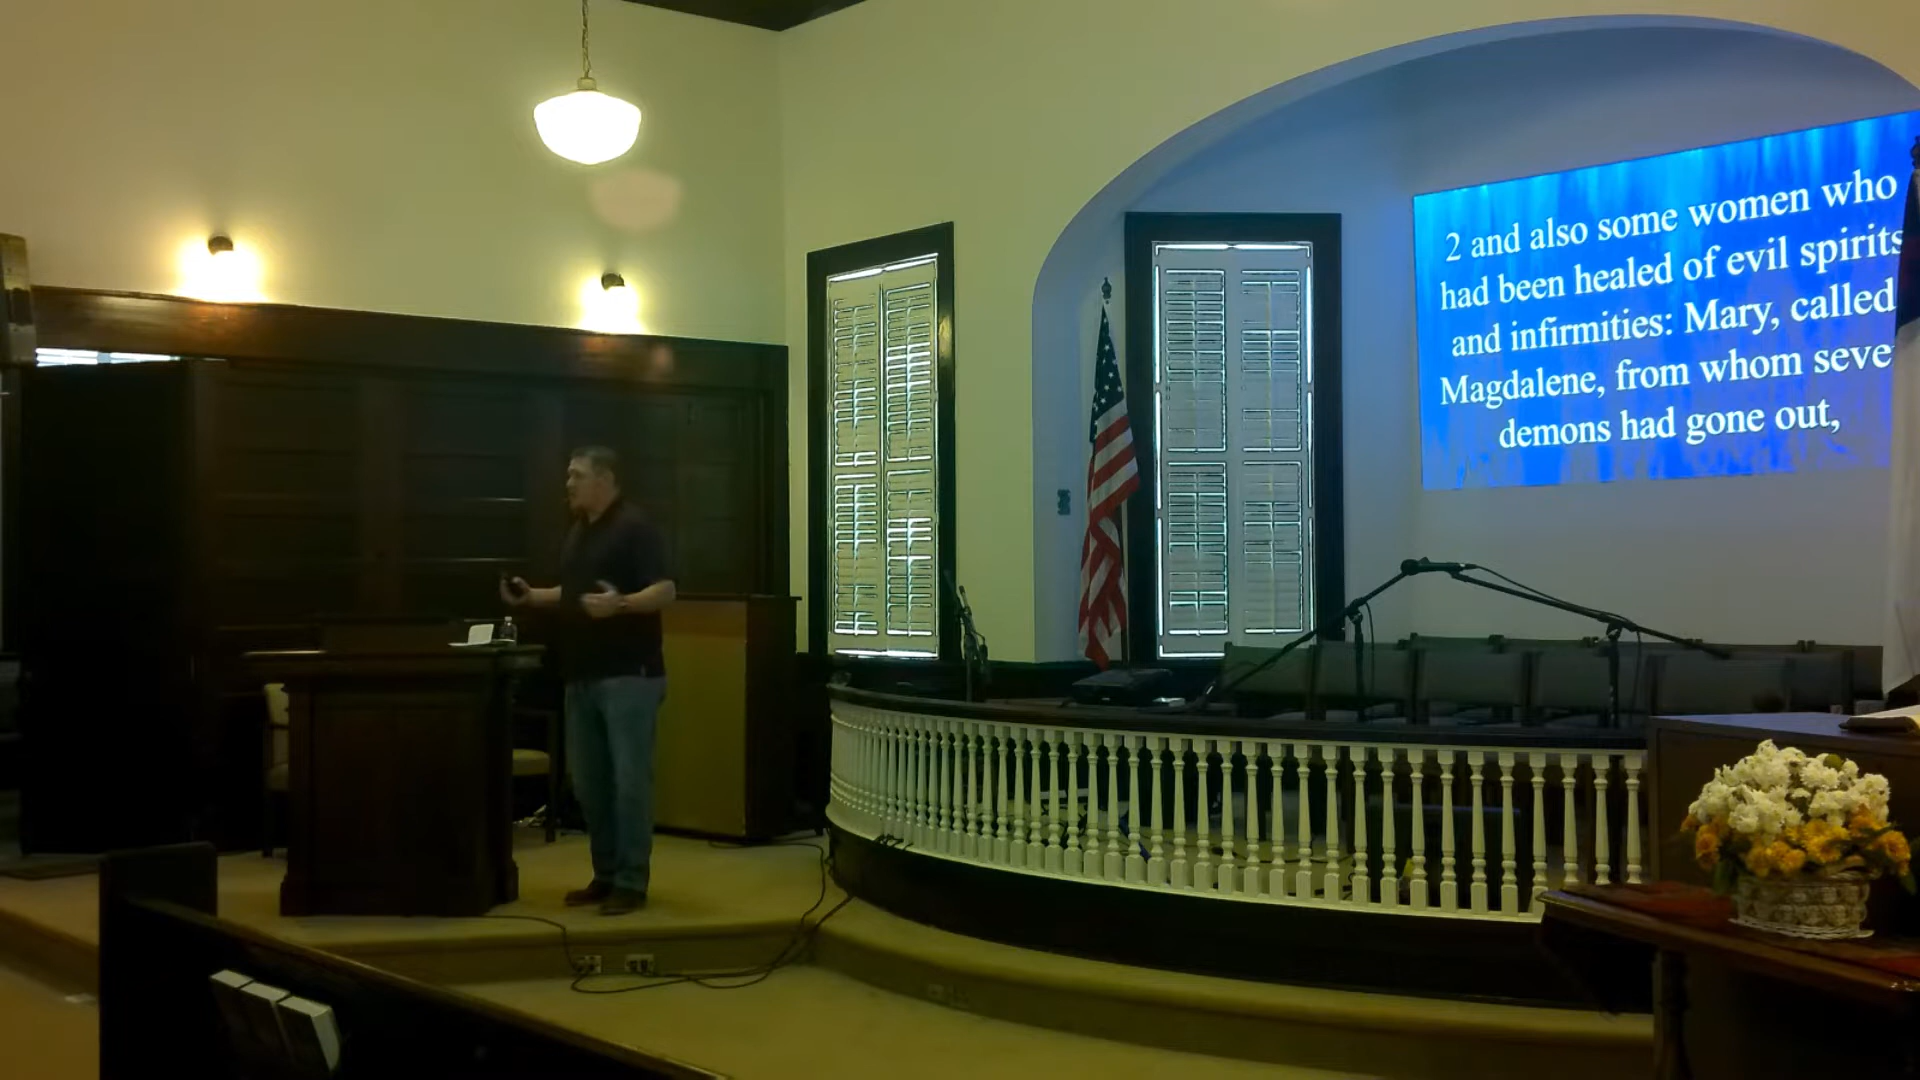 2 and also some women who
had been healed of evil spirits
and infirmities: Mary, called
Magdalene, from whom seve
demons had gone out,